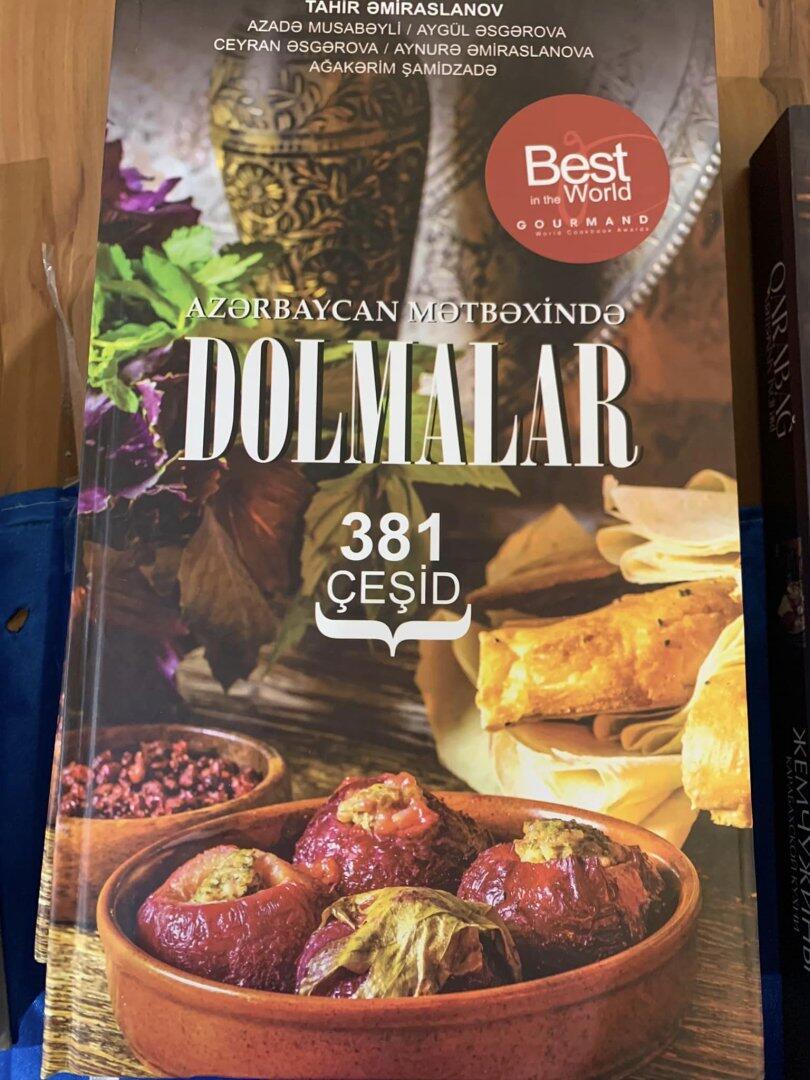 TAHİR ƏMİRASLANOV
AZADƏ MUSABƏYLİ / AYGÜL ƏSGƏROVA
CEYRAN ƏSGƏROVA / AYNURƏ ƏMİRASLANOVA
AĞAKƏRİM ŞAMİDZADƏ
Best
in the World
GOURMAND
World Cookbook Awards
AZƏRBAYCAN MƏTBƏXİNDƏ
DOLMALAR
381
ÇEŞİD
QARABAĞ